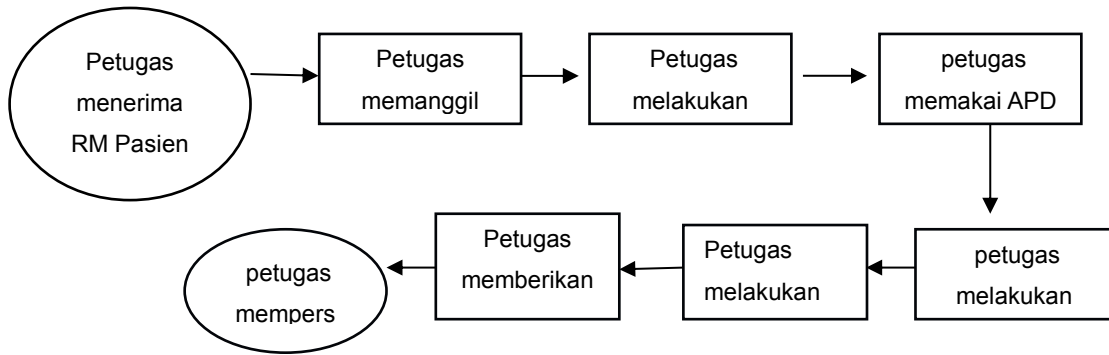 Petugas
menerima
RM Pasien
Petugas
memanggil
Petugas
melakukan
petugas
memakai APD
petugas
melakukan
Petugas
melakukan
Petugas
memberikan
petugas
mempers